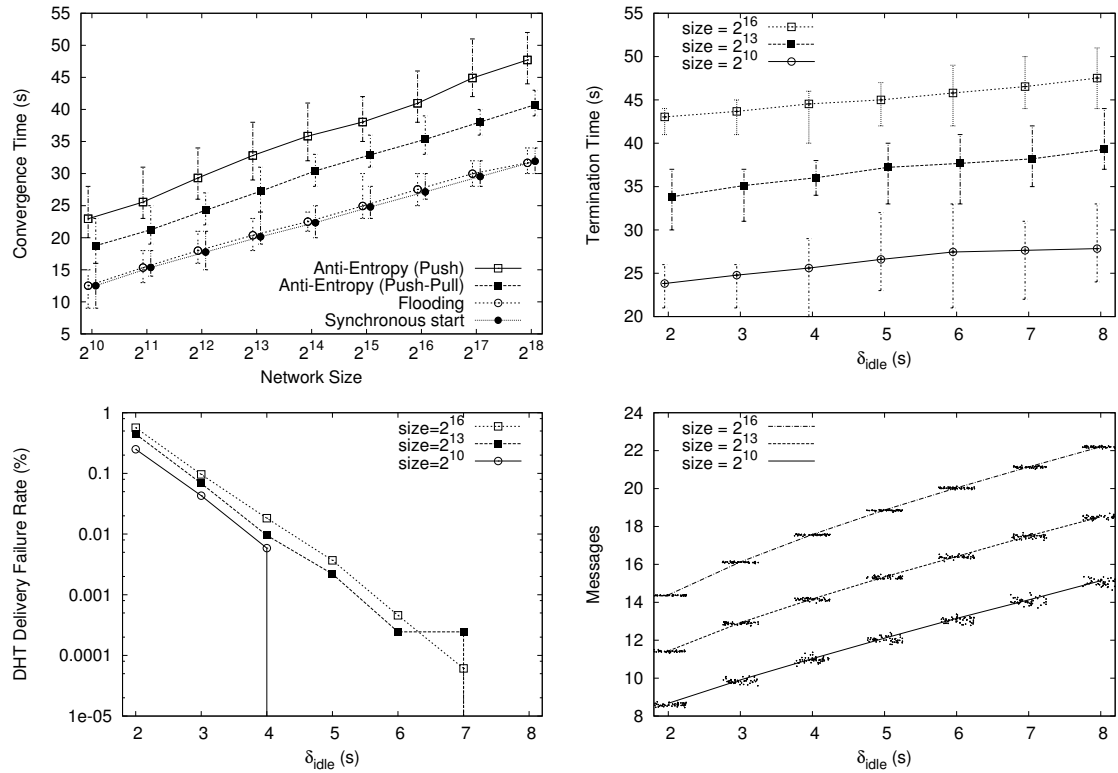 55
50
45
40
35
30
25
20
15
10
5
Convergence Time (s)
Anti-Entropy (Push)
Anti-Entropy (Push-Pull)
Flooding
Synchronous start
2^10 2^11 2^12 2^13 2^14 2^15 2^16 2^17 2^18
Network Size
55
50
45
40
35
30
25
20
Termination Time (s)
size = 2^16
size = 2^13
size = 2^10
2 3 4 5 6 7 8
δ_idle (s)
1
0.1
0.01
0.001
0.0001
1e-05
DHT Delivery Failure Rate (%)
size=2^16
size=2^13
size=2^10
2 3 4 5 6 7 8
δ_idle (s)
24
22
20
18
16
14
12
10
8
Messages
size = 2^16
size = 2^13
size = 2^10
2 3 4 5 6 7 8
δ_idle (s)